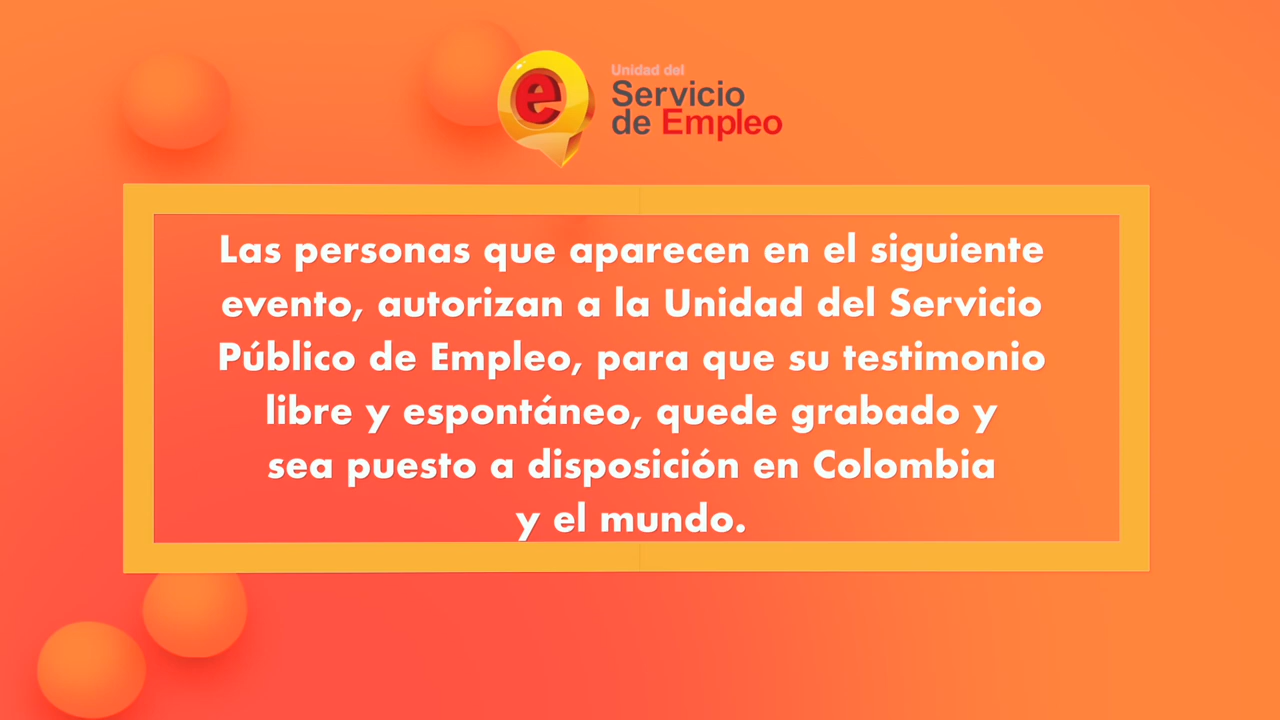 Unidad del
Servicio
de Empleo
Las personas que aparecen en el siguiente
evento, autorizan a la Unidad del Servicio
Público de Empleo, para que su testimonio
libre y espontáneo, quede grabado y
sea puesto a disposición en Colombia
y el mundo.